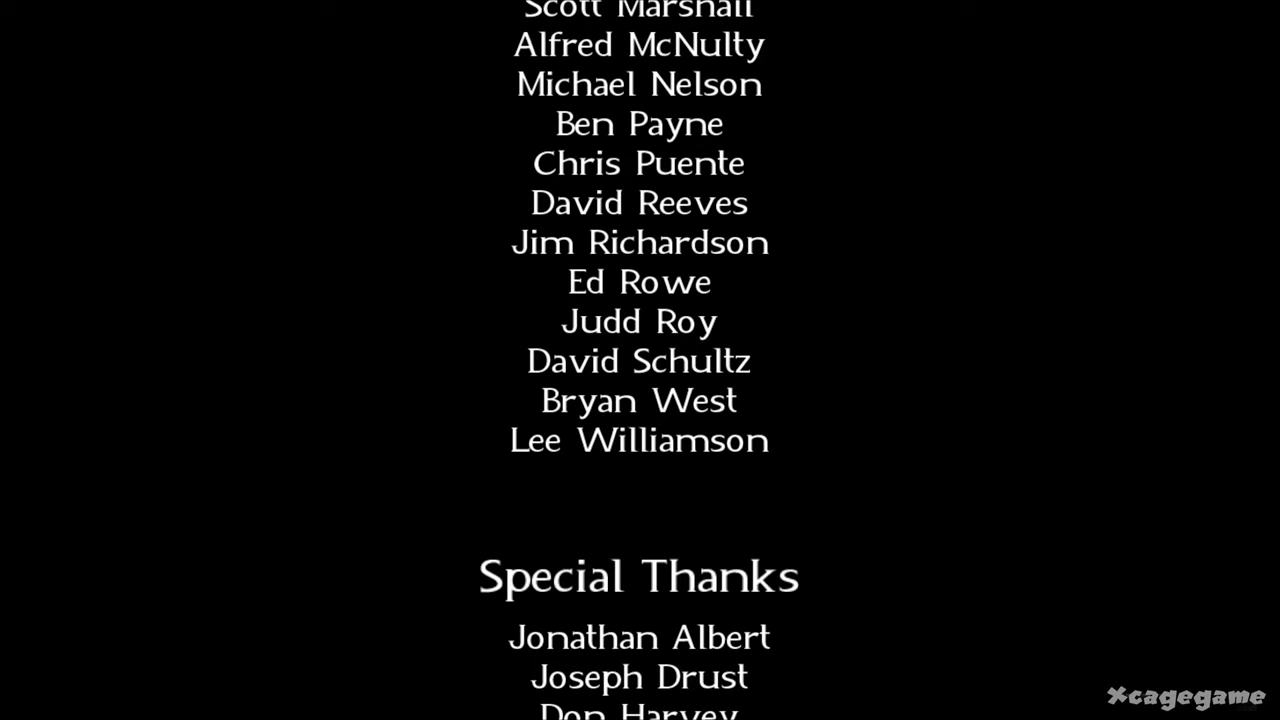 Scott Marshall
Alfred McNulty
Michael Nelson
Ben Payne
Chris Puente
David Reeves
Jim Richardson
Ed Rowe
Judd Roy
David Schultz
Bryan West
Lee Williamson
Special Thanks
Jonathan Albert
Joseph Drust
Don Harvey
Xcagegame